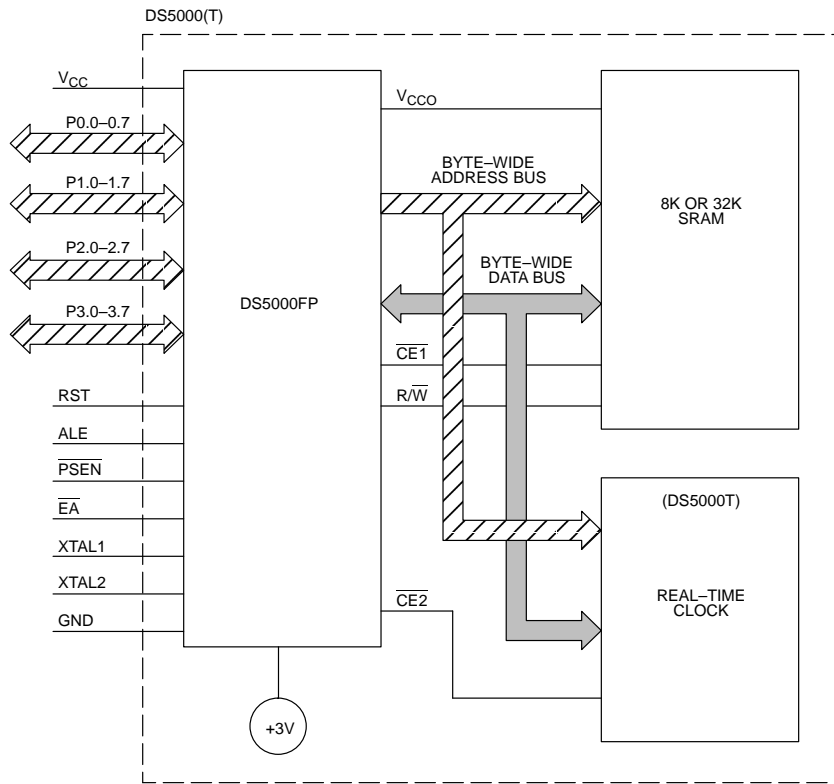 DS5000(T)
VCC
P0.0–0.7
P1.0–1.7
P2.0–2.7
P3.0–3.7
RST
ALE
PSEN
EA
XTAL1
XTAL2
GND
DS5000FP
+3V
VCCO
BYTE–WIDE
ADDRESS BUS
BYTE–WIDE
DATA BUS
CE1
R/W
CE2
8K OR 32K
SRAM
(DS5000T)
REAL–TIME
CLOCK